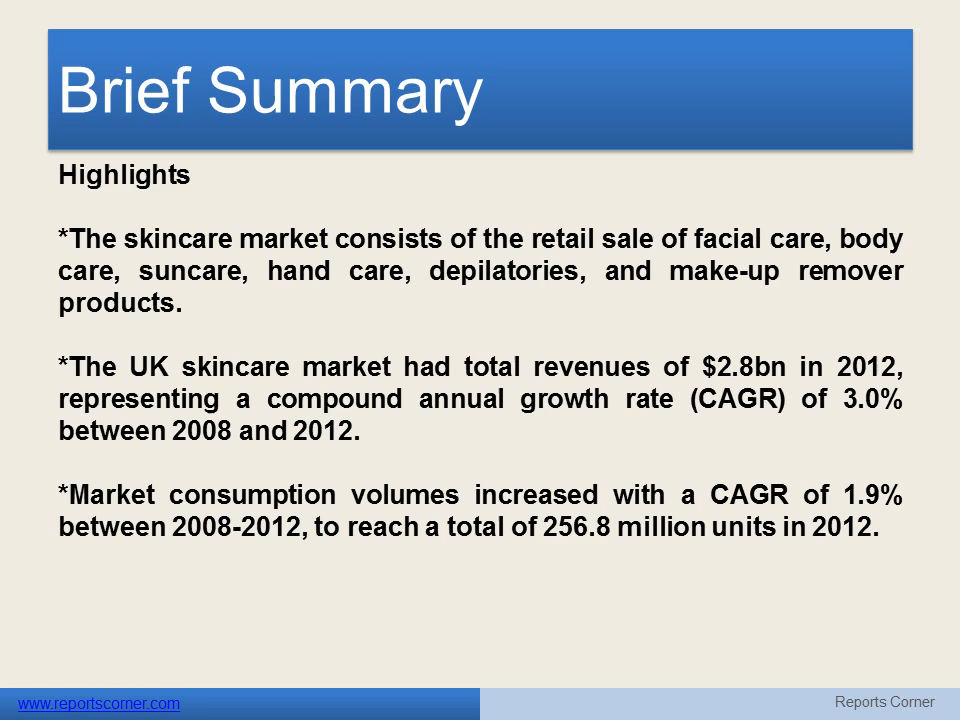 Brief Summary
Highlights
*The skincare market consists of the retail sale of facial care, body
care, suncare, hand care, depilatories, and make-up remover
products.
*The UK skincare market had total revenues of $2.8bn in 2012,
representing a compound annual growth rate (CAGR) of 3.0%
between 2008 and 2012.
*Market consumption volumes increased with a CAGR of 1.9%
between 2008-2012, to reach a total of 256.8 million units in 2012.
www.reportscorner.com
Reports Corner